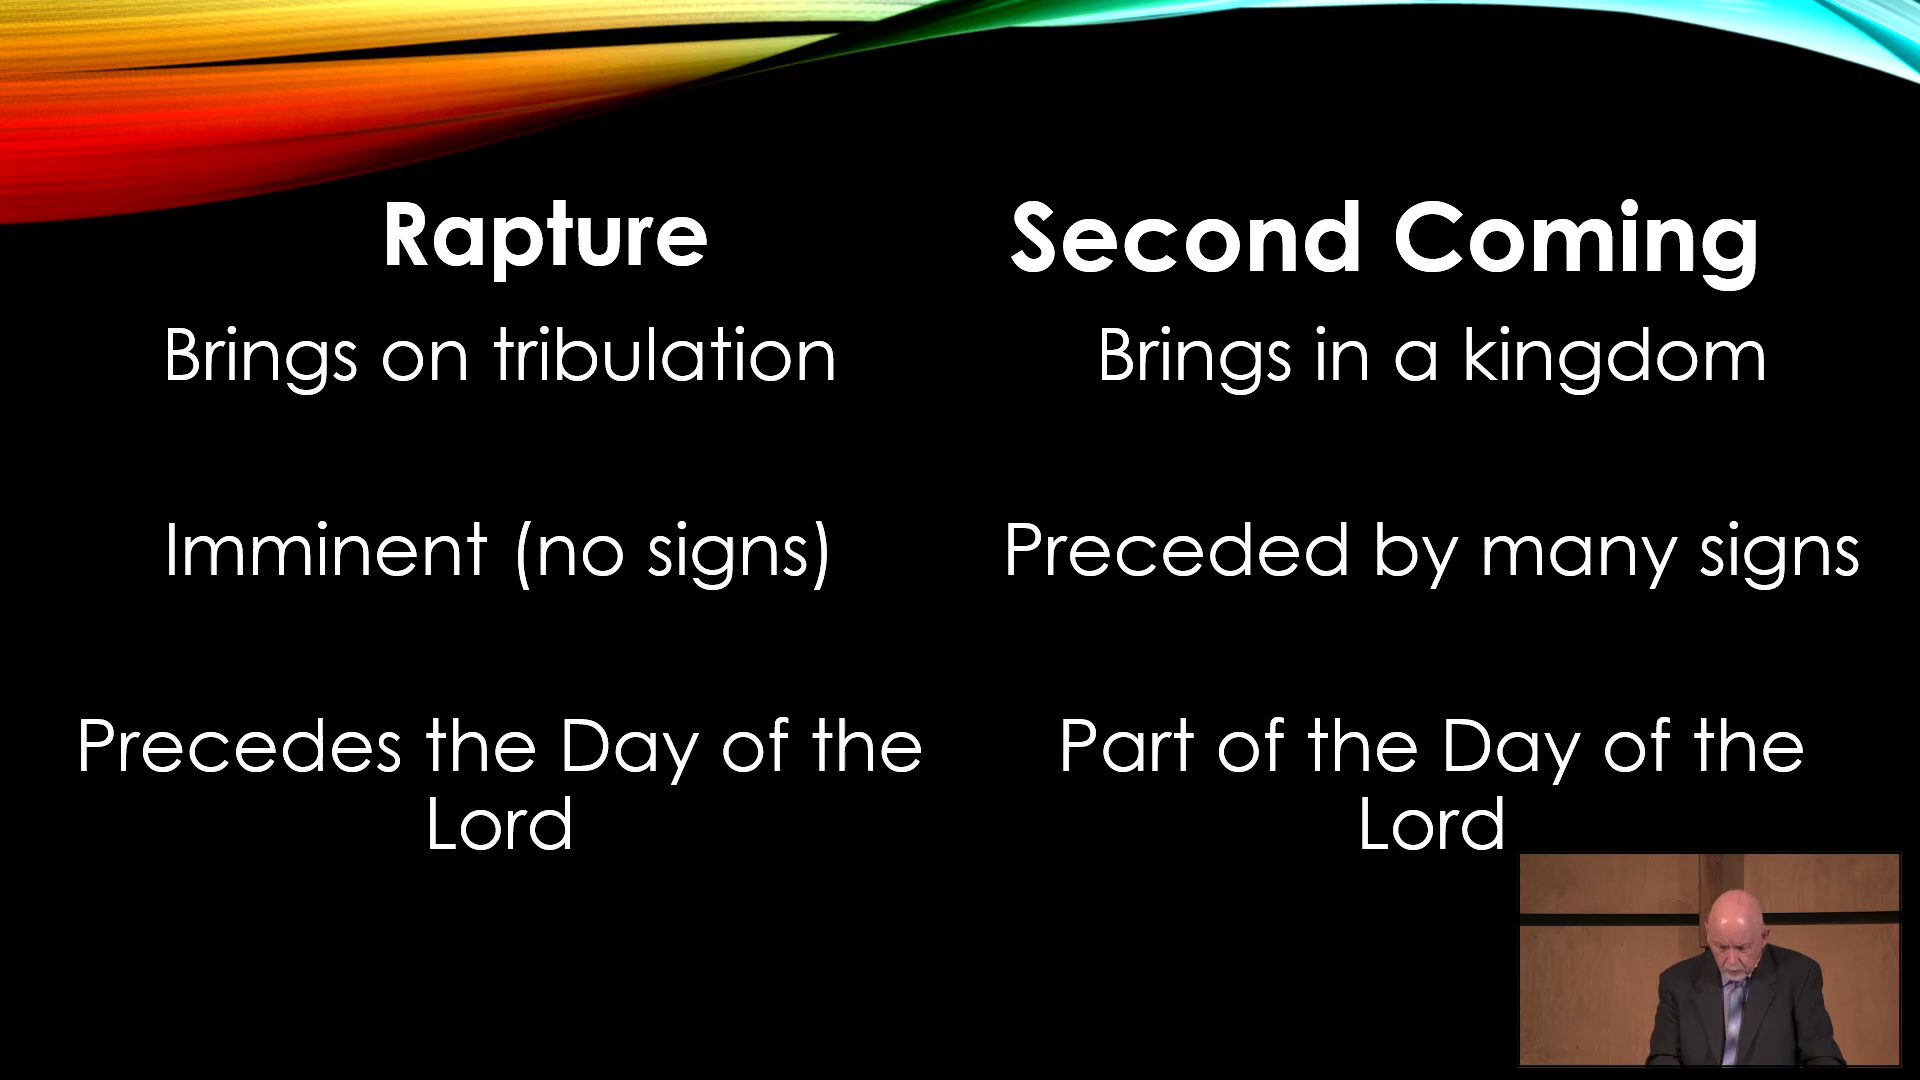 Rapture
Second Coming
Brings on tribulation
Brings in a kingdom
Imminent (no signs)
Preceded by many signs
Precedes the Day of the
Lord
Part of the Day of the
Lord